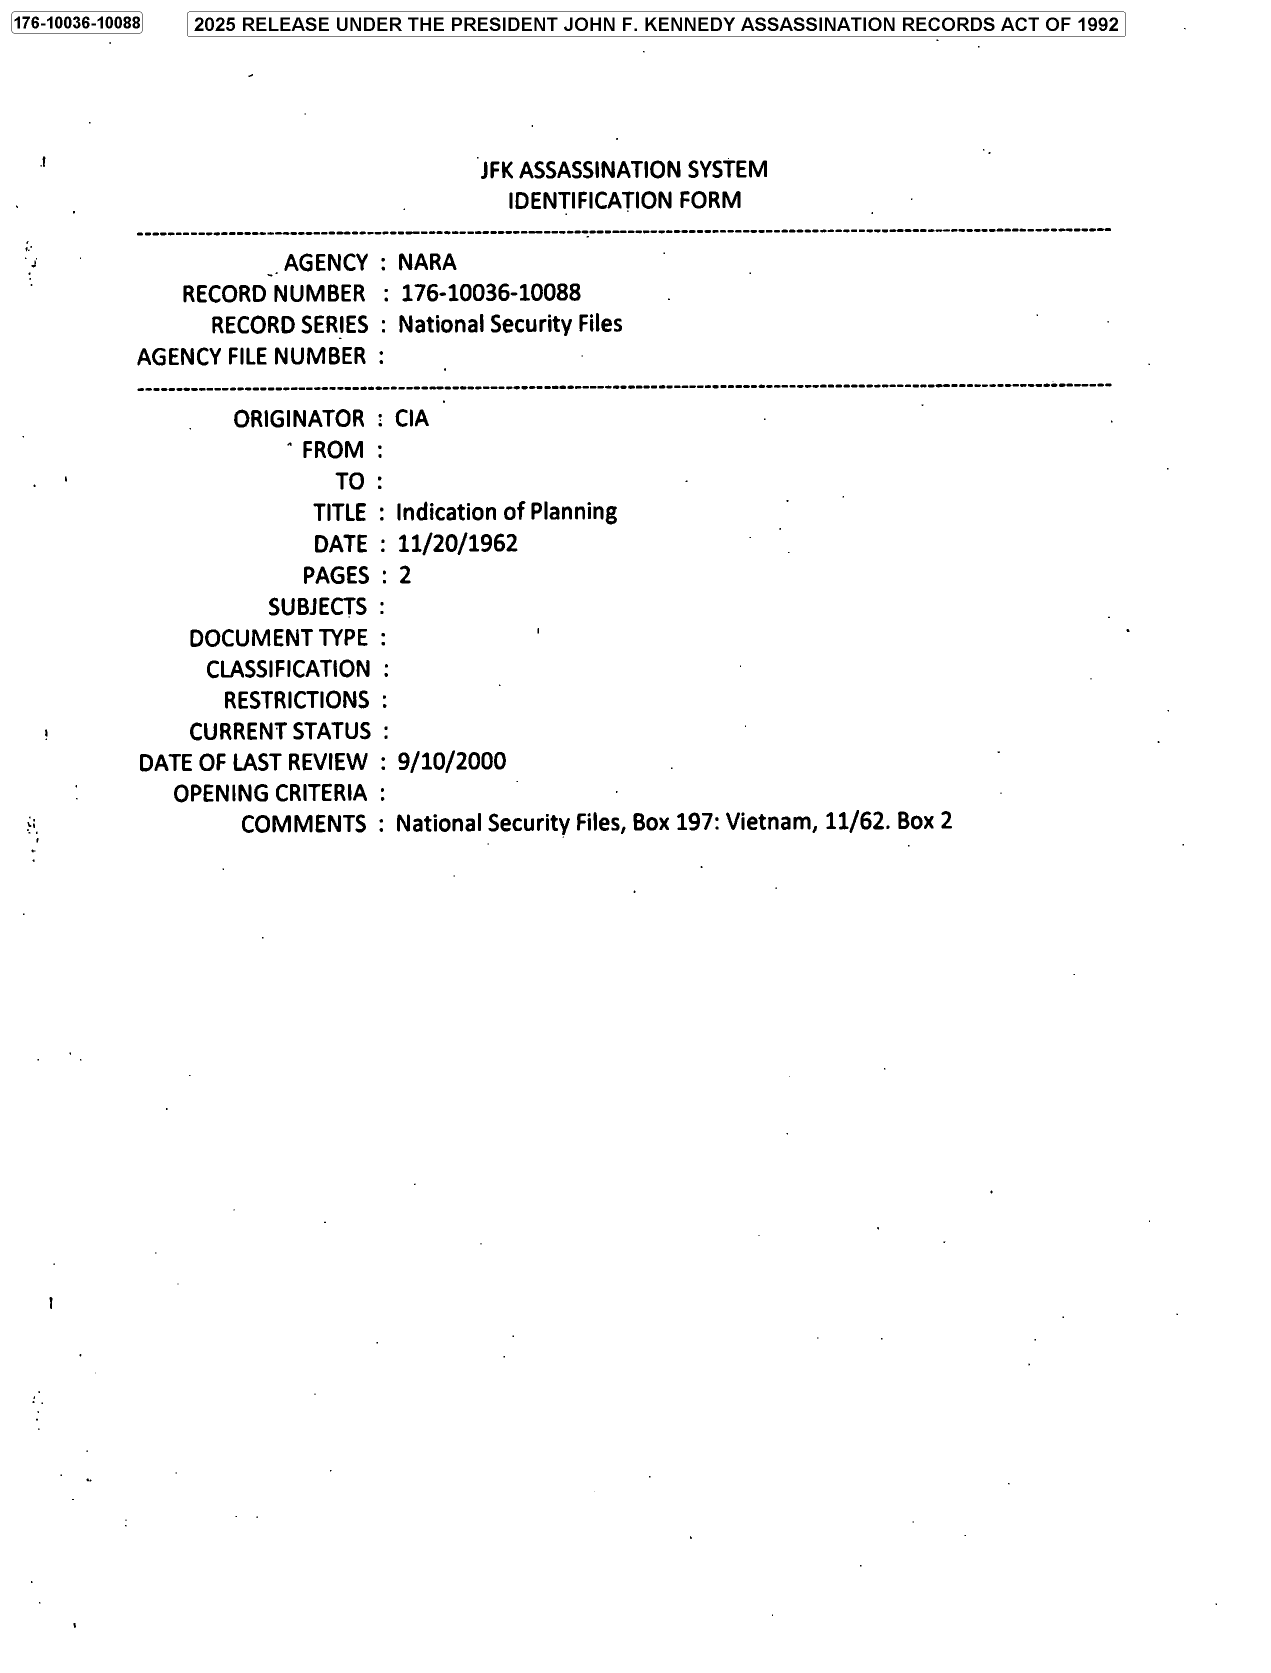 176-10036-10088
2025 RELEASE UNDER THE PRESIDENT JOHN F. KENNEDY ASSASSINATION RECORDS ACT OF 1992
JFK ASSASSINATION SYSTEM
IDENTIFICATION FORM
AGENCY : NARA
RECORD NUMBER : 176-10036-10088
RECORD SERIES : National Security Files
AGENCY FILE NUMBER :
ORIGINATOR : CIA
FROM :
TO :
TITLE : Indication of Planning
DATE : 11/20/1962
PAGES : 2
SUBJECTS :
DOCUMENT TYPE :
CLASSIFICATION :
RESTRICTIONS :
CURRENT STATUS :
DATE OF LAST REVIEW : 9/10/2000
OPENING CRITERIA :
COMMENTS : National Security Files, Box 197: Vietnam, 11/62. Box 2